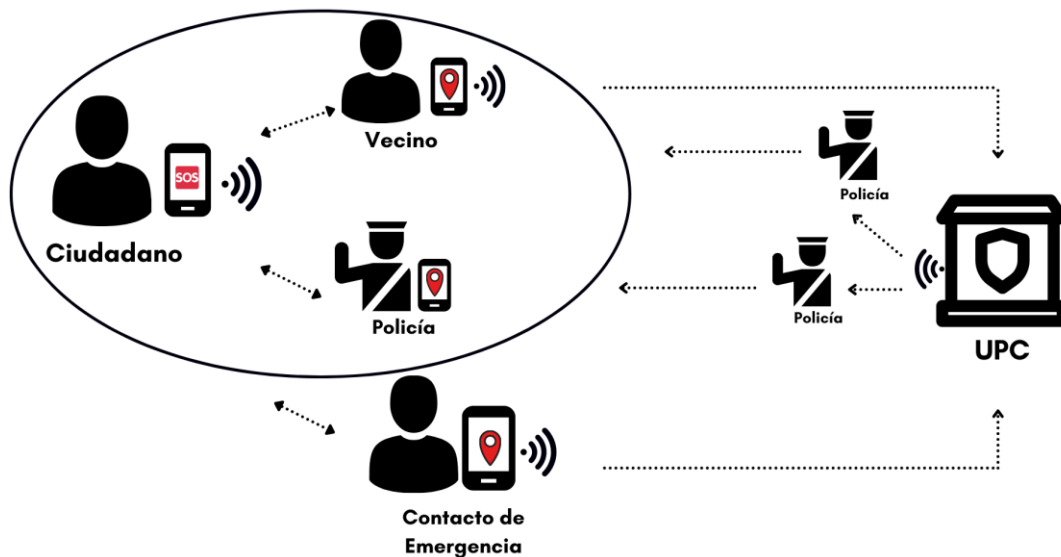 Vecino
SOS
Ciudadano
Policía
Policía
Policía
UPC
Contacto de
Emergencia